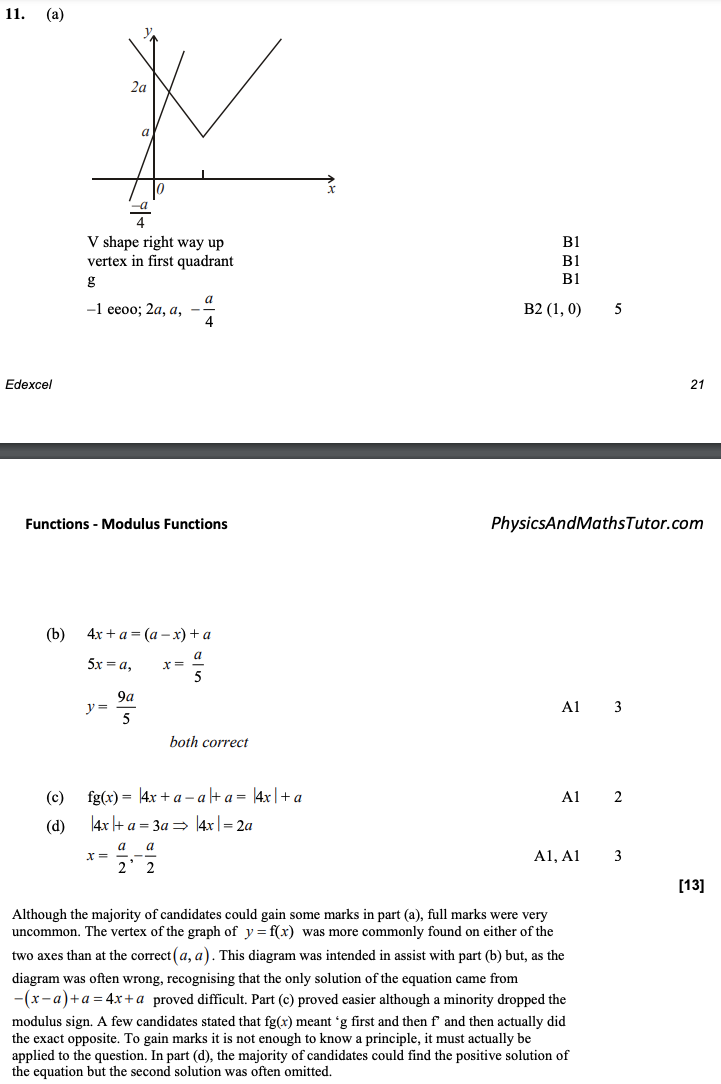 11. (a)
y
2a
a
0
x
–a/4
V shape right way up B1
vertex in first quadrant B1
g B1
–1 eeoo; 2a, a, –a/4 B2 (1, 0) 5
Edexcel 21
Functions - Modulus Functions PhysicsAndMathsTutor.com
(b) 4x + a = (a – x) + a
5x = a, x = a/5
y = 9a/5 A1 3
both correct
(c) fg(x) = |4x + a – a|+ a = |4x| + a A1 2
(d) |4x|+ a = 3a ⇒ |4x| = 2a
x = a/2, –a/2 A1, A1 3
[13]
Although the majority of candidates could gain some marks in part (a), full marks were very
uncommon. The vertex of the graph of y = f(x) was more commonly found on either of the
two axes than at the correct (a, a). This diagram was intended in assist with part (b) but, as the
diagram was often wrong, recognising that the only solution of the equation came from
–(x – a) + a = 4x + a proved difficult. Part (c) proved easier although a minority dropped the
modulus sign. A few candidates stated that fg(x) meant ‘g first and then f’ and then actually did
the exact opposite. To gain marks it is not enough to know a principle, it must actually be
applied to the question. In part (d), the majority of candidates could find the positive solution of
the equation but the second solution was often omitted.